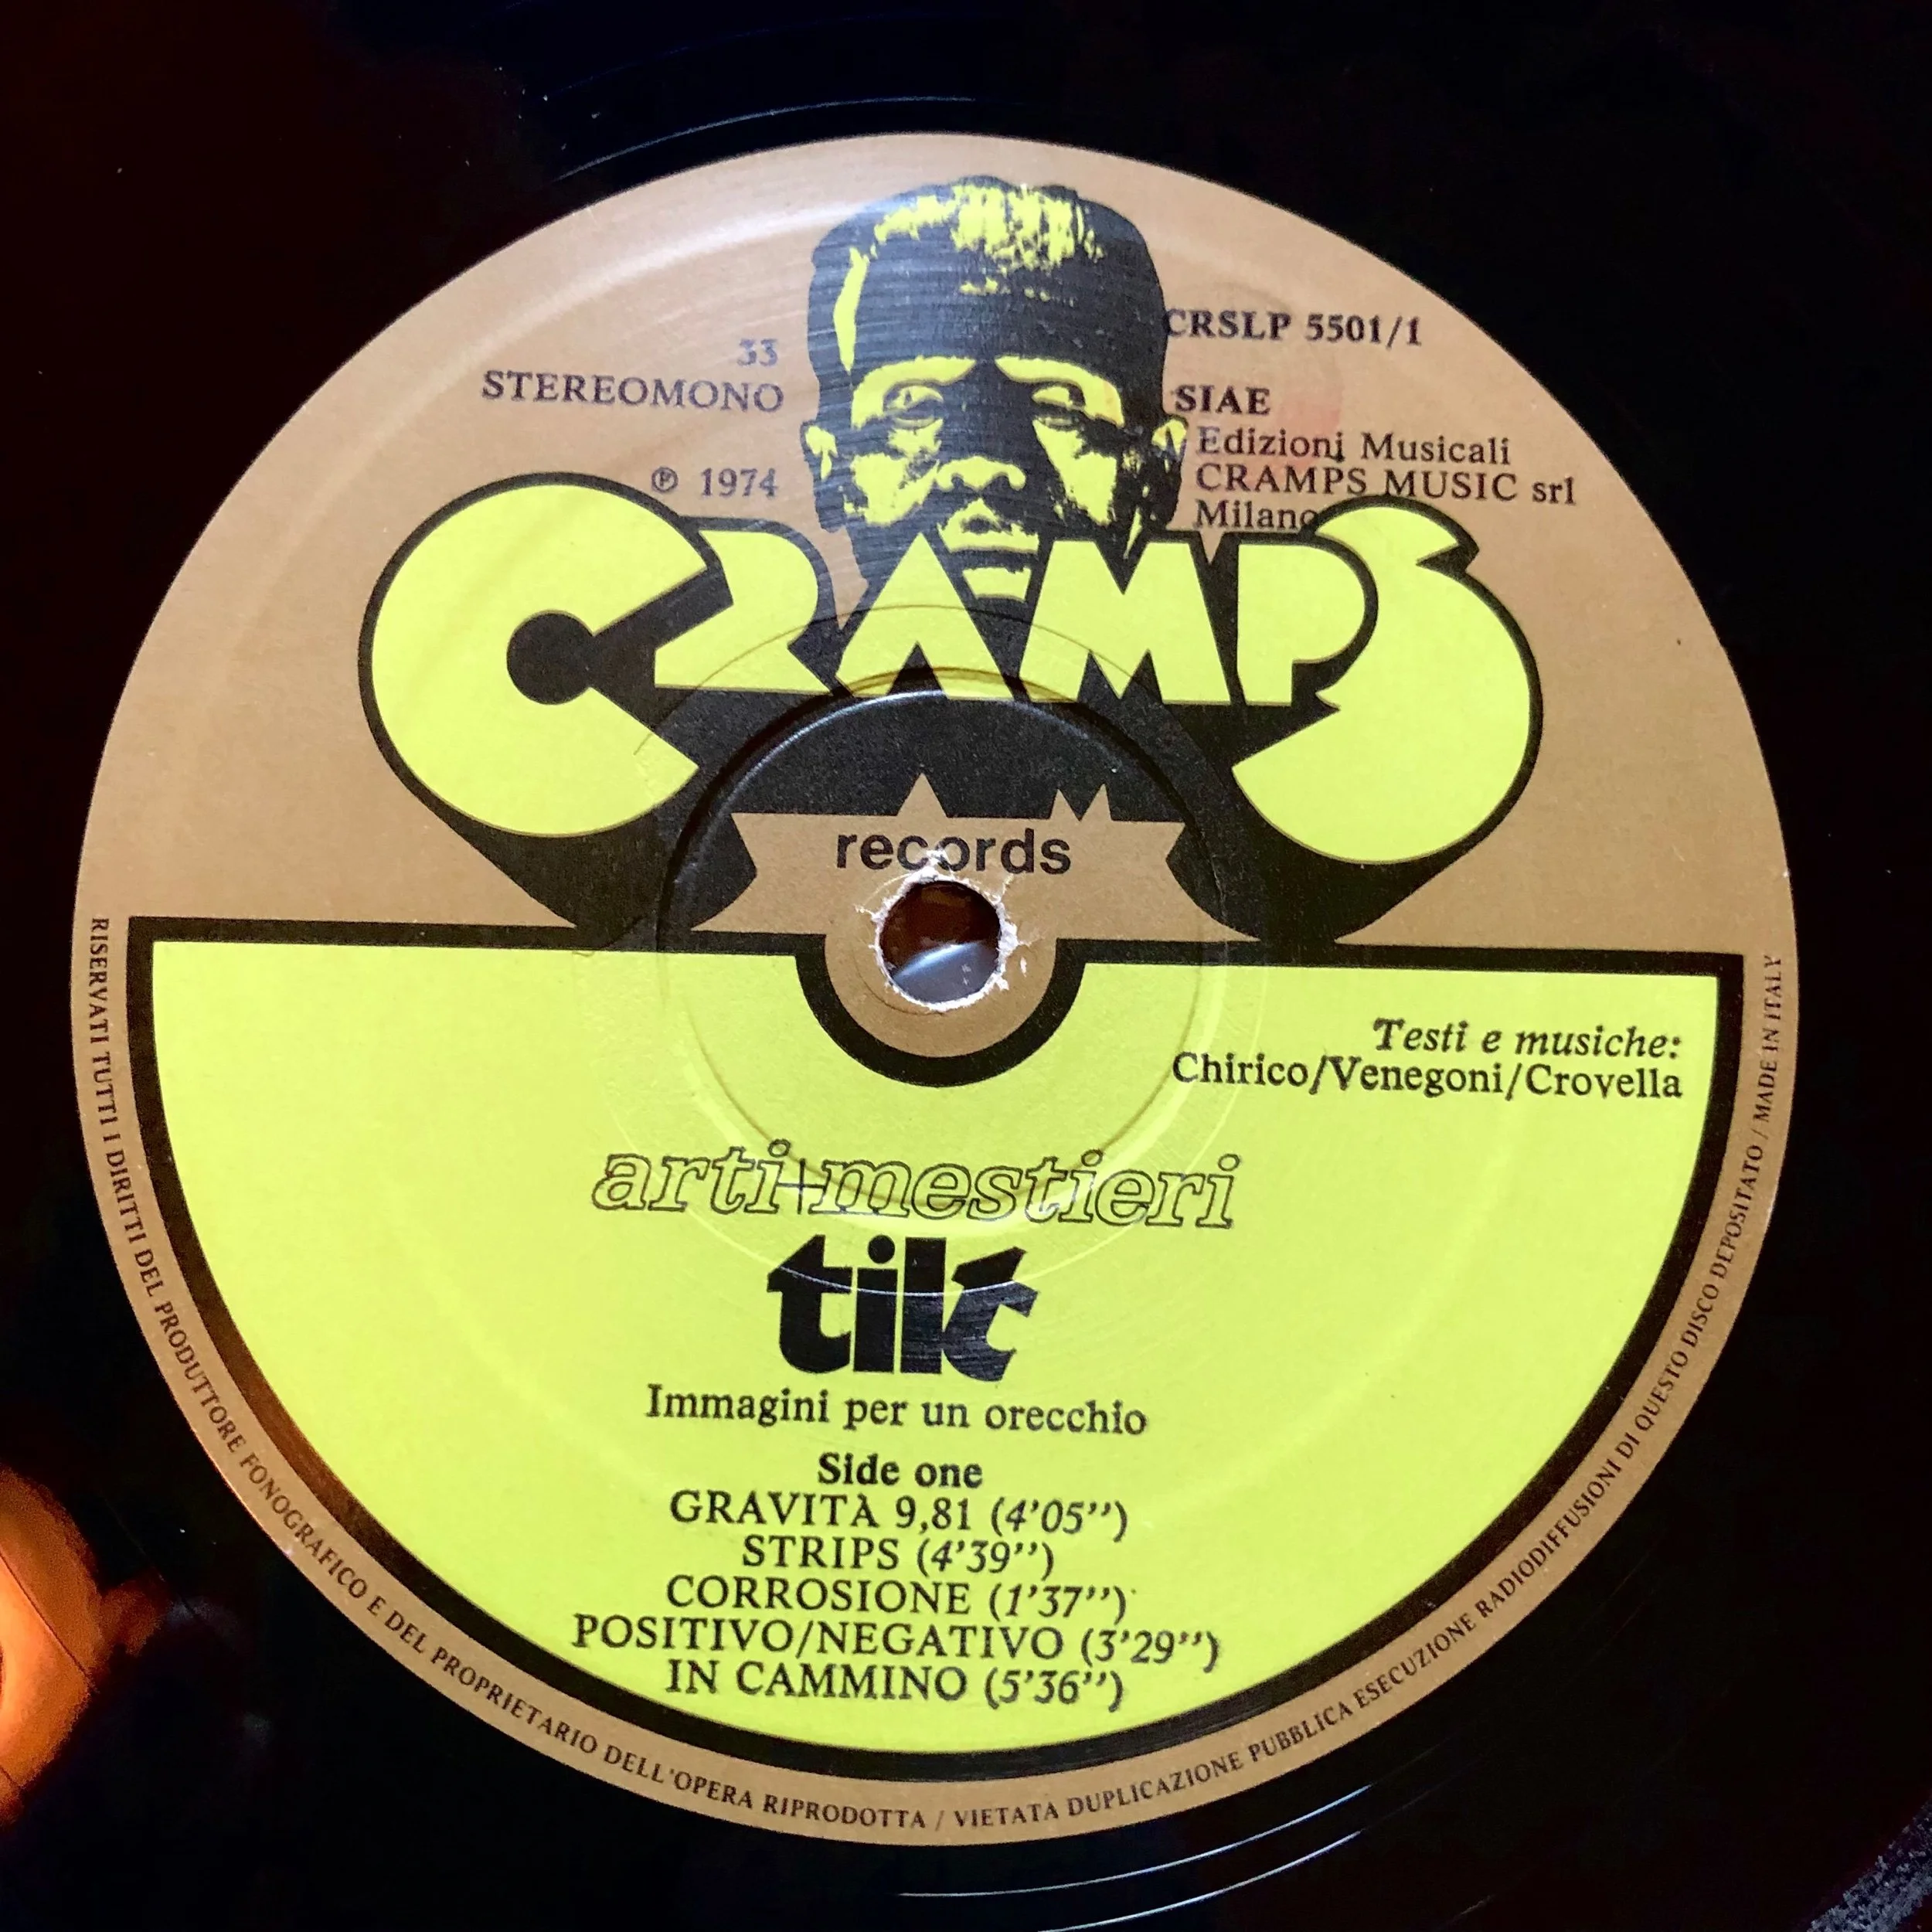 33
STEREOMONO
℗ 1974
CRSLP 5501/1
SIAE
Edizioni Musicali
CRAMPS MUSIC srl
Milano
CRAMPS
records
Testi e musiche:
Chirico/Venegoni/Crovella
arti+mestieri
tilt
Immagini per un orecchio
Side one
GRAVITÀ 9,81 (4'05'')
STRIPS (4'39'')
CORROSIONE (1'37'')
POSITIVO/NEGATIVO (3'29'')
IN CAMMINO (5'36'')
RISERVATI TUTTI I DIRITTI DEL PRODUTTORE FONOGRAFICO E DEL PROPRIETARIO DELL'OPERA RIPRODOTTA / VIETATA DUPLICAZIONE PUBBLICA ESECUZIONE RADIODIFFUSIONI DI QUESTO DISCO DEPOSITATO / MADE IN ITALY